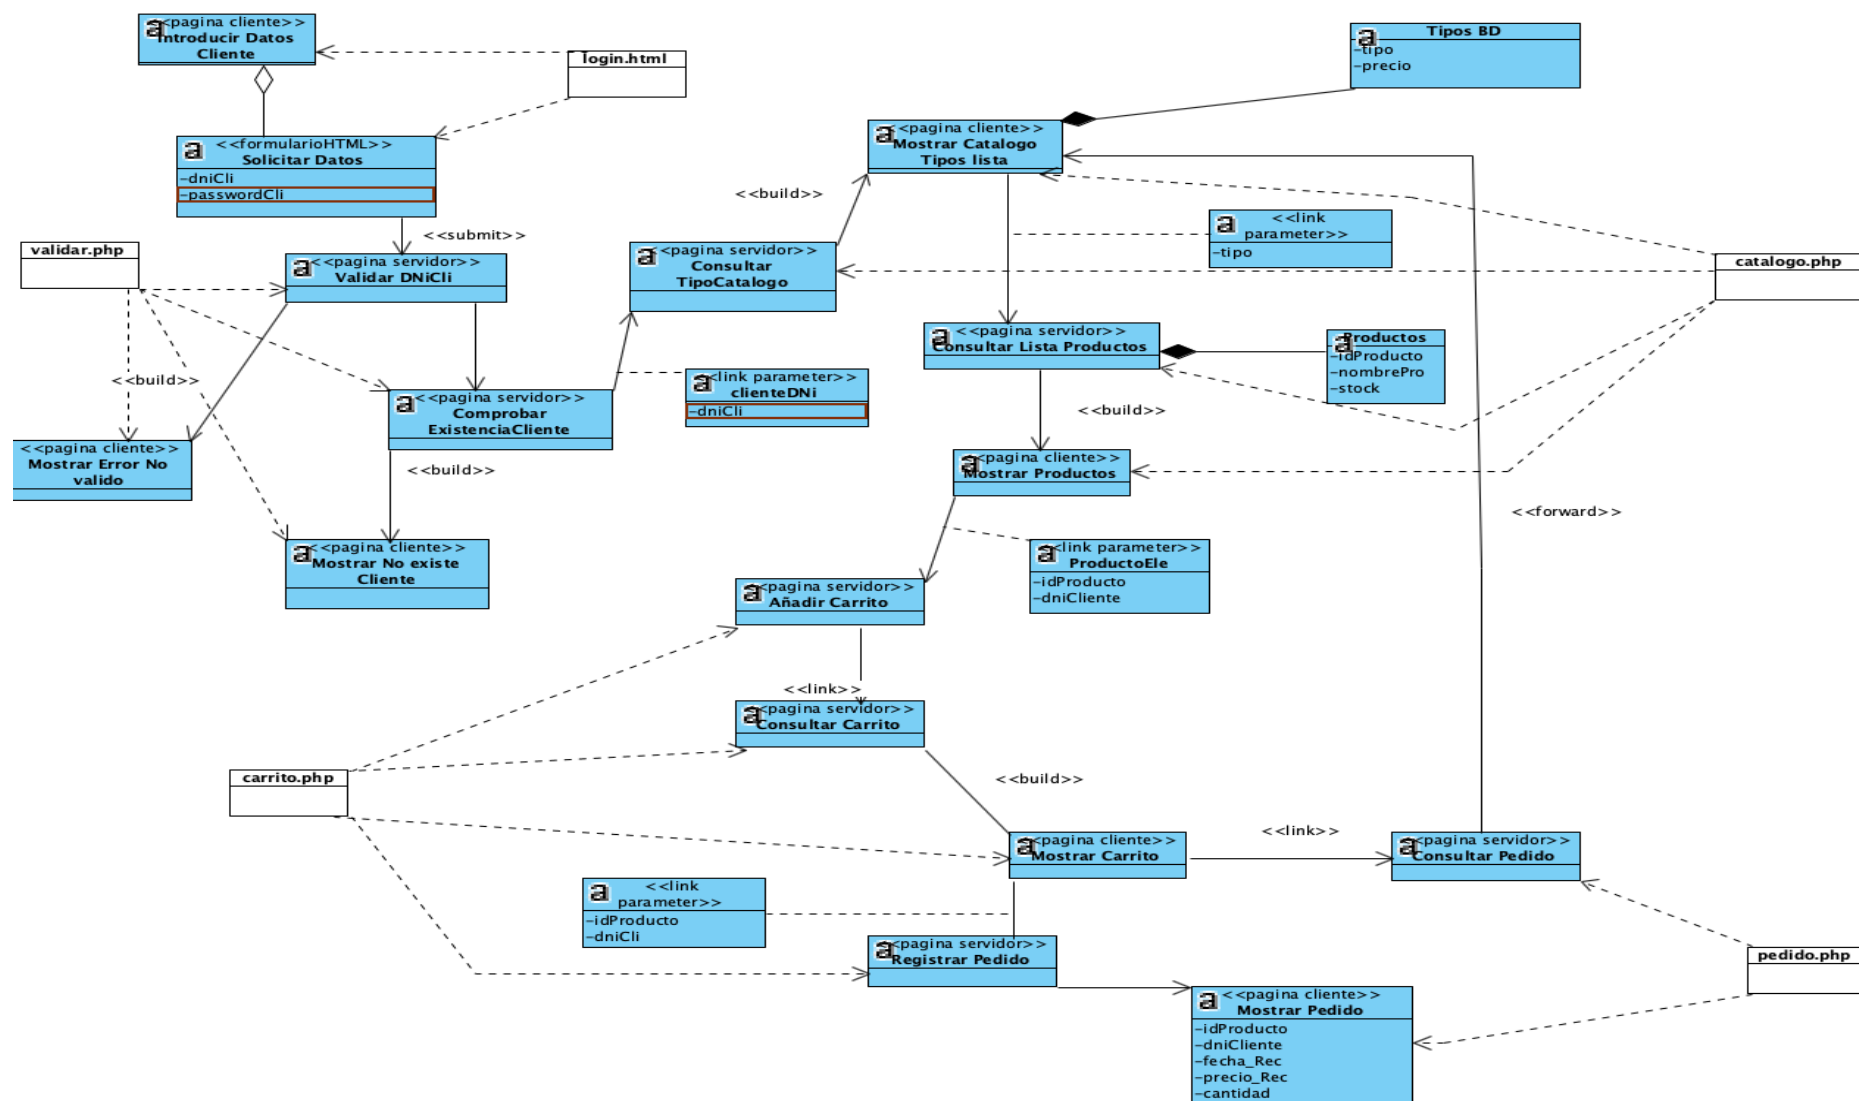 <<pagina cliente>>
Introducir Datos
Cliente
login.html
Tipos BD
-tipo
-precio
<<formularioHTML>>
Solicitar Datos
-dniCli
-passwordCli
<<pagina cliente>>
Mostrar Catalogo
Tipos lista
<<build>>
<<submit>>
validar.php
<<pagina servidor>>
Validar DNiCli
<<pagina servidor>>
Consultar
TipoCatalogo
<<link
parameter>>
-tipo
catalogo.php
<<pagina servidor>>
Consultar Lista Productos
Productos
-idProducto
-nombrePro
-stock
<<build>>
<<pagina servidor>>
Comprobar
ExistenciaCliente
<<link parameter>>
clienteDNi
-dniCli
<<build>>
<<pagina cliente>>
Mostrar Error No
valido
<<build>>
<<pagina cliente>>
Mostrar Productos
<<forward>>
<<pagina cliente>>
Mostrar No existe
Cliente
<<link parameter>>
ProductoEle
-idProducto
-dniCliente
<<pagina servidor>>
Añadir Carrito
<<link>>
<<pagina servidor>>
Consultar Carrito
carrito.php
<<build>>
<<pagina cliente>>
Mostrar Carrito
<<link>>
<<pagina servidor>>
Consultar Pedido
<<link
parameter>>
-idProducto
-dniCli
<<pagina servidor>>
Registrar Pedido
pedido.php
<<pagina cliente>>
Mostrar Pedido
-idProducto
-dniCliente
-fecha_Rec
-precio_Rec
-cantidad